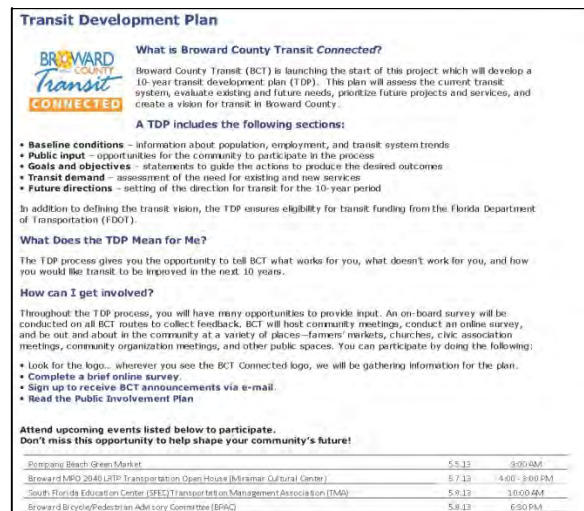 Transit Development Plan
BROWARD
COUNTY
Transit
CONNECTED
What is Broward County Transit Connected?
Broward County Transit (BCT) is launching the start of this project which will develop a
10-year transit development plan (TDP). This plan will assess the current transit
system, evaluate existing and future needs, prioritize future projects and services, and
create a vision for transit in Broward County.
A TDP includes the following sections:
• Baseline conditions – information about population, employment, and transit system trends
• Public input – opportunities for the community to participate in the process
• Goals and objectives – statements to guide the actions to produce the desired outcomes
• Transit demand – assessment of the need for existing and new services
• Future directions – setting of the direction for transit for the 10-year period
In addition to defining the transit vision, the TDP ensures eligibility for transit funding from the Florida Department
of Transportation (FDOT).
What Does the TDP Mean for Me?
The TDP process gives you the opportunity to tell BCT what works for you, what doesn't work for you, and how
you would like transit to be improved in the next 10 years.
How can I get involved?
Throughout the TDP process, you will have many opportunities to provide input. An on-board survey will be
conducted on all BCT routes to collect feedback. BCT will host community meetings, conduct an online survey,
and be out and about in the community at a variety of places—farmers' markets, churches, civic association
meetings, community organization meetings, and other public spaces. You can participate by doing the following:
• Look for the logo... wherever you see the BCT Connected logo, we will be gathering information for the plan.
• Complete a brief online survey.
• Sign up to receive BCT announcements via e-mail.
• Read the Public Involvement Plan
Attend upcoming events listed below to participate.
Don't miss this opportunity to help shape your community's future!
Pompano Beach Green Market 5.5.13 9:00 AM
Broward MPO 2040 LRTP Transportation Open House (Miramar Cultural Center) 5.7.13 4:00 - 8:00 PM
South Florida Education Center (SFEC) Transportation Management Association (TMA) 5.8.13 10:00 AM
Broward Bicycle/Pedestrian Advisory Committee (BPAC) 5.8.13 6:30 PM